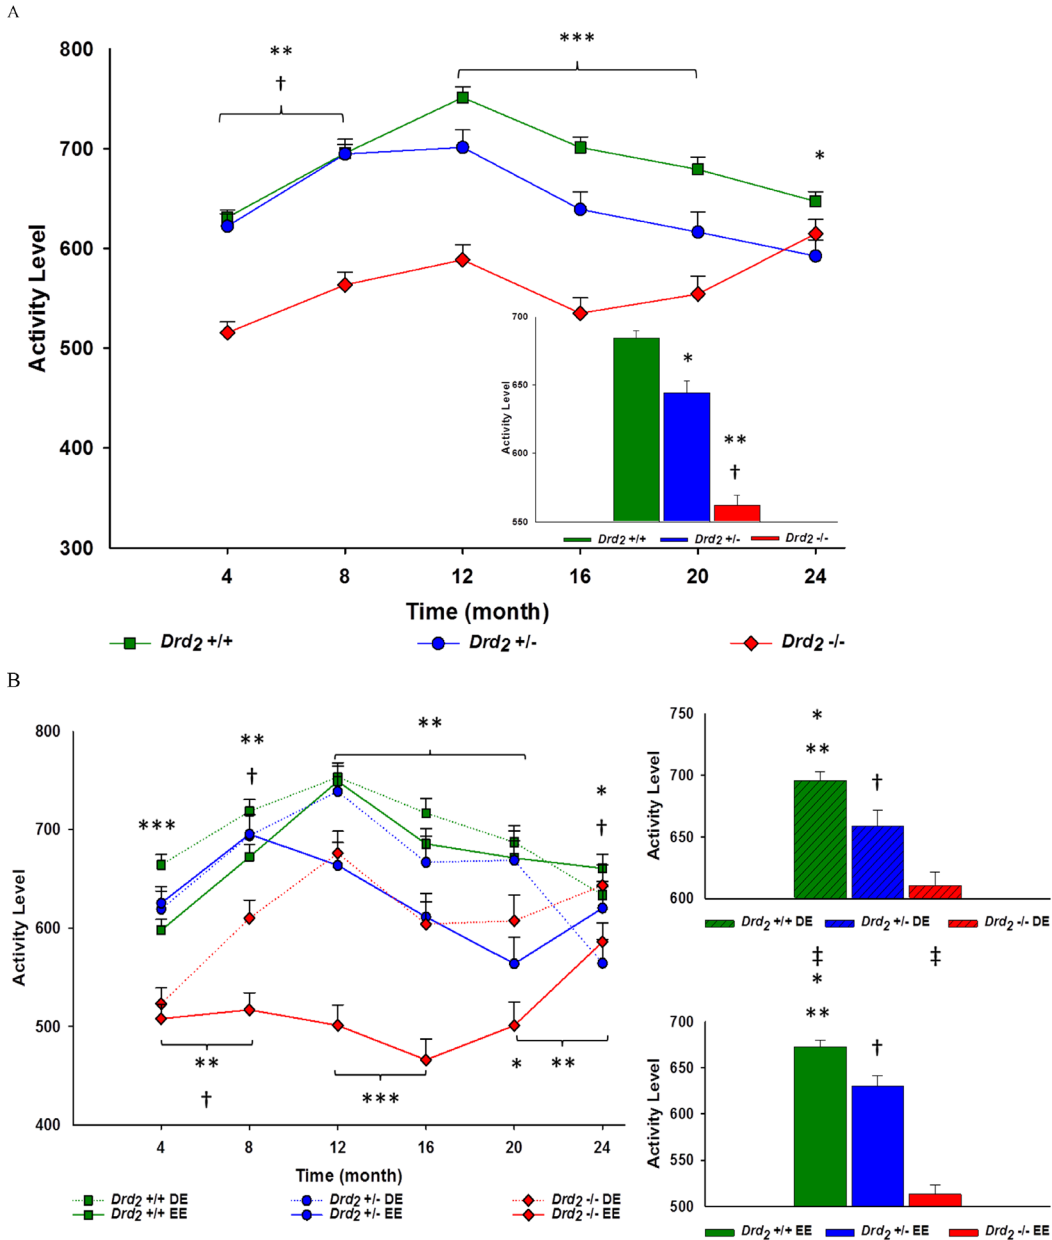 A
800
700
600
500
400
300
Activity Level
**
†
***
*
700
650
600
550
Activity Level
*
**
†
Drd2 +/+ Drd2 +/- Drd2 -/-
4 8 12 16 20 24
Time (month)
Drd2 +/+ Drd2 +/- Drd2 -/-
B
800
700
600
500
400
Activity Level
***
**
†
**
*
†
**
†
***
*
**
4 8 12 16 20 24
Time (month)
Drd2 +/+ DE Drd2 +/- DE Drd2 -/- DE
Drd2 +/+ EE Drd2 +/- EE Drd2 -/- EE
750
700
650
600
Activity Level
*
**
†
Drd2 +/+ DE Drd2 +/- DE Drd2 -/- DE
‡ ‡
*
**
†
700
650
600
550
500
Activity Level
Drd2 +/+ EE Drd2 +/- EE Drd2 -/- EE